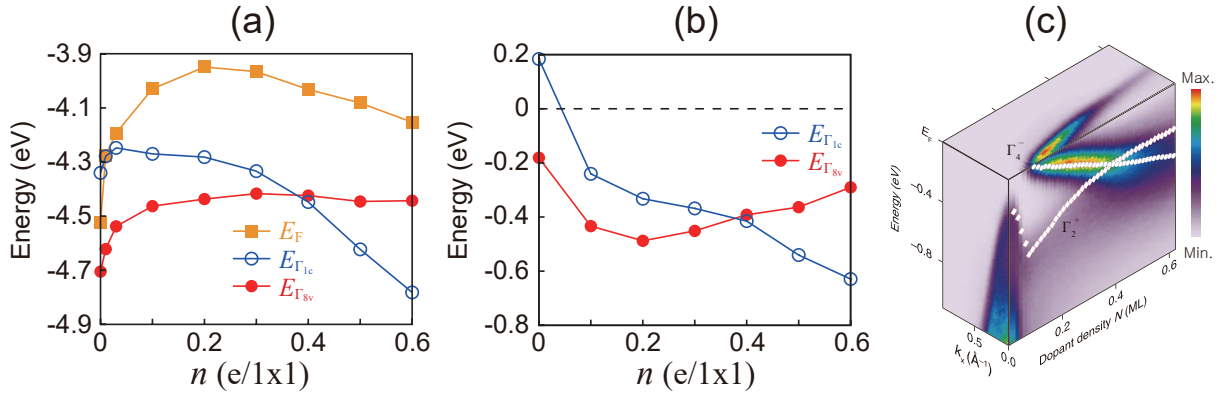 (a)
-3.9
-4.1
-4.3
-4.5
-4.7
-4.9
Energy (eV)
E_F
E_Γ1c
E_Γ8v
0 0.2 0.4 0.6
n (e/1x1)
(b)
0.2
0
-0.2
-0.4
-0.6
-0.8
Energy (eV)
E_Γ1c
E_Γ8v
0 0.2 0.4 0.6
n (e/1x1)
(c)
Max.
Min.
E_F
−0.4
−0.8
Energy (eV)
Γ4⁻
Γ2⁺
0.6
0.4
0.2
Dopant density N (ML)
0.5
0.0
k_x (Å⁻¹)